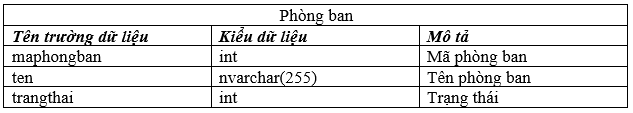 Phòng ban
Tên trường dữ liệu Kiểu dữ liệu Mô tả
maphongban int Mã phòng ban
ten nvarchar(255) Tên phòng ban
trangthai int Trạng thái